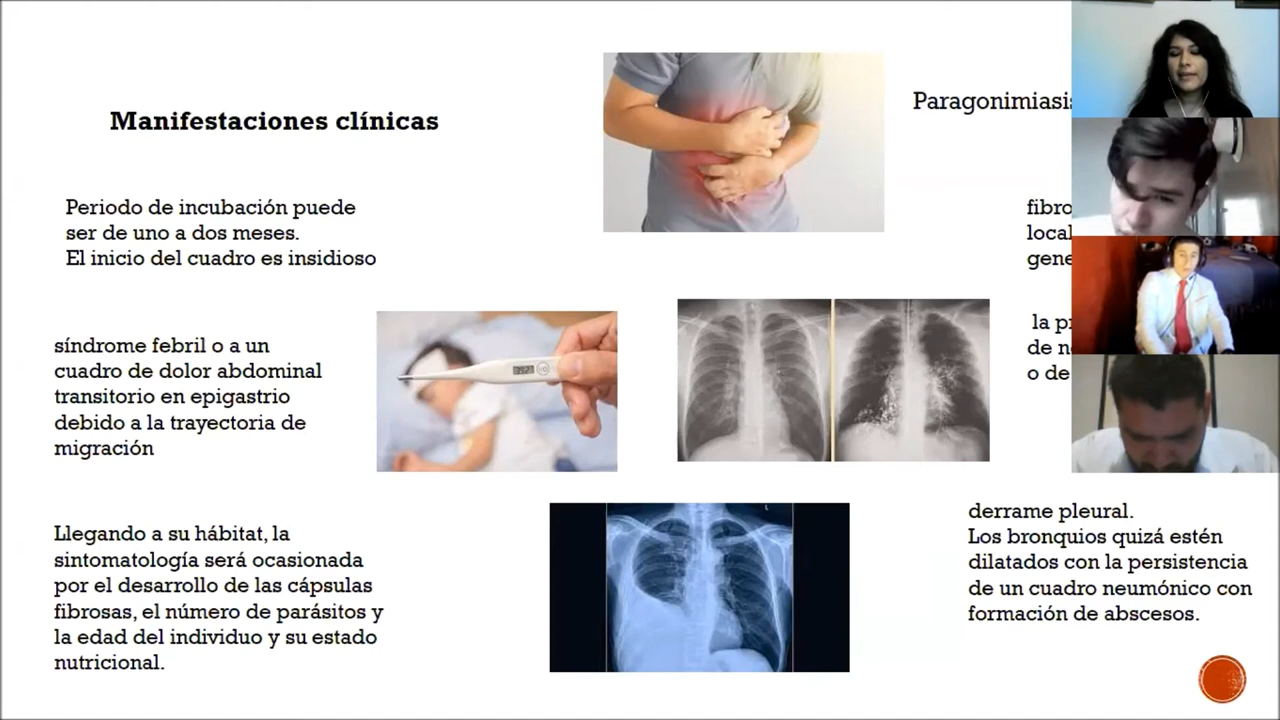 Manifestaciones clínicas
Periodo de incubación puede
ser de uno a dos meses.
El inicio del cuadro es insidioso
síndrome febril o a un
cuadro de dolor abdominal
transitorio en epigastrio
debido a la trayectoria de
migración
Llegando a su hábitat, la
sintomatología será ocasionada
por el desarrollo de las cápsulas
fibrosas, el número de parásitos y
la edad del individuo y su estado
nutricional.
Paragonimiasis
la
de
o de
derrame pleural.
Los bronquios quizá estén
dilatados con la persistencia
de un cuadro neumónico con
formación de abscesos.